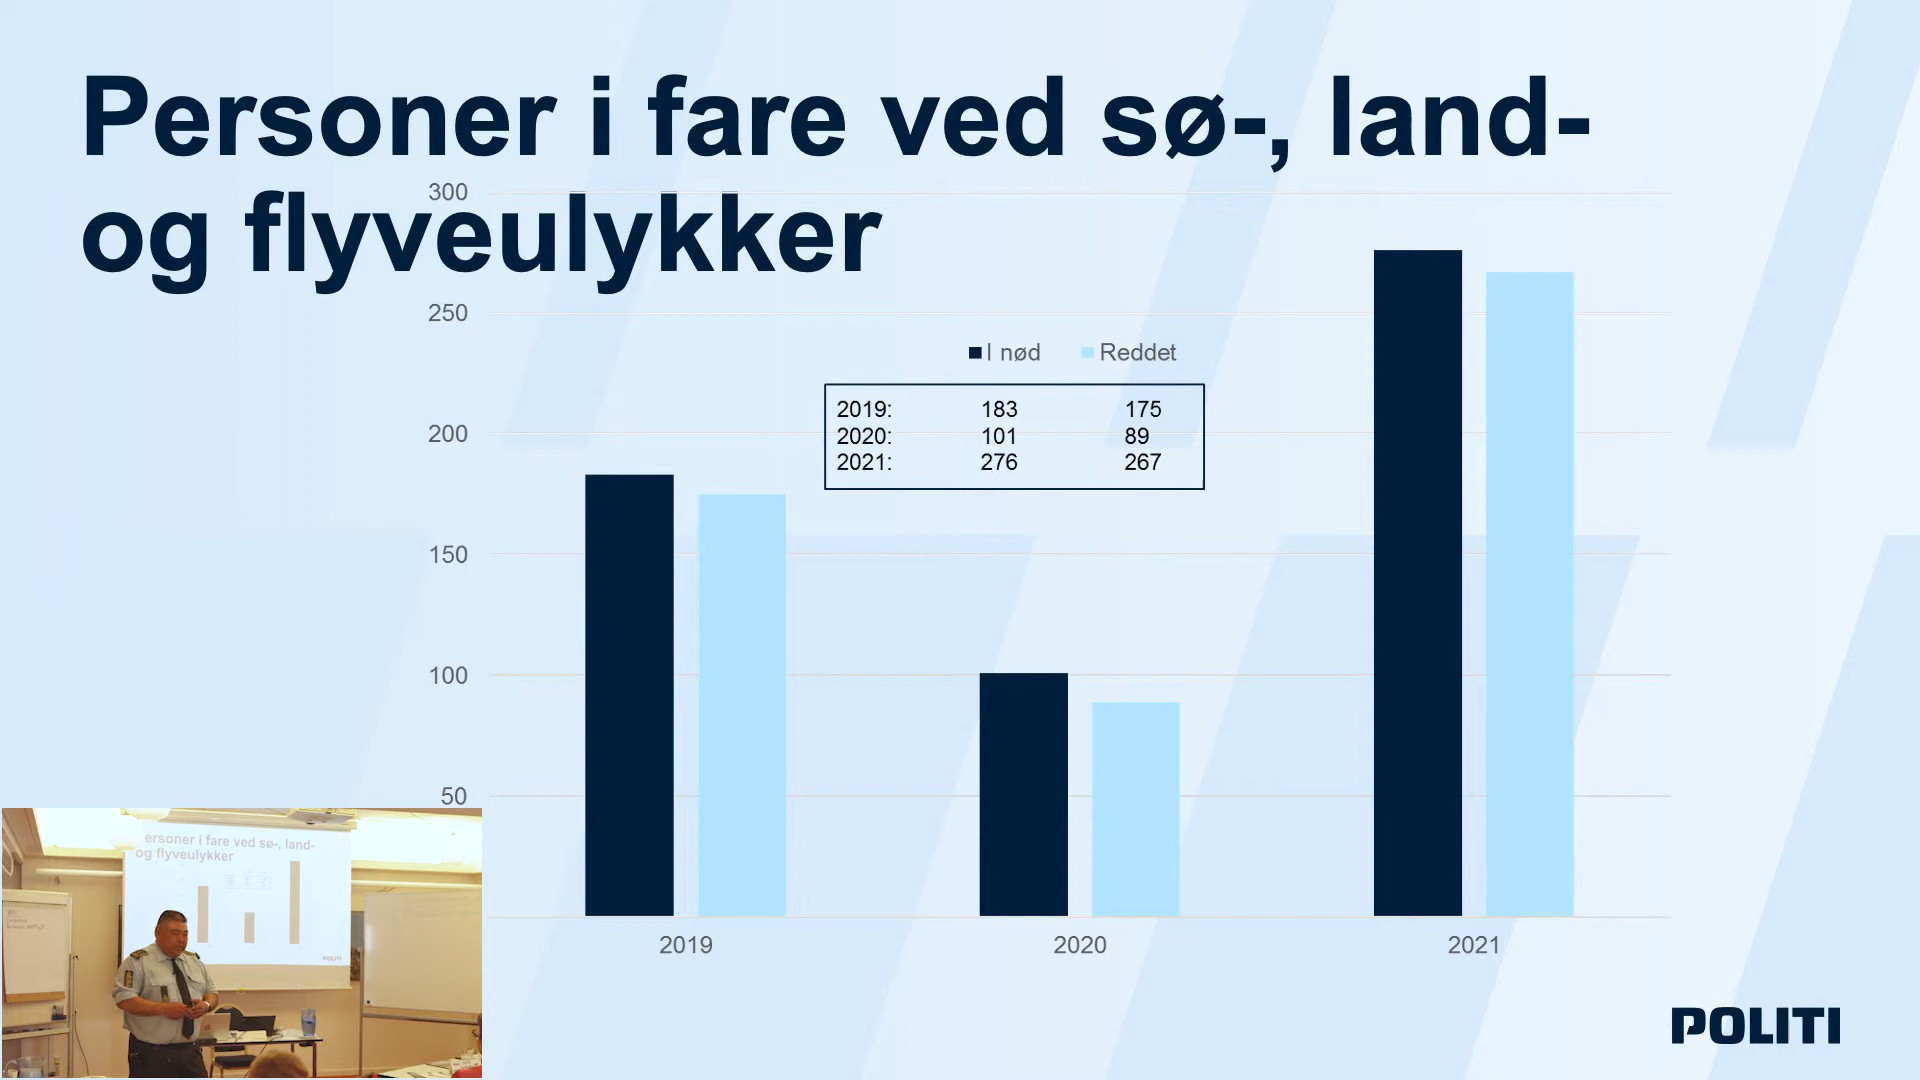 Personer i fare ved sø-, land-
og flyveulykker
300
250
200
150
100
50
I nød Reddet
2019: 183 175
2020: 101 89
2021: 276 267
2019 2020 2021
POLITI
ersoner i fare ved sø-, land-
og flyveulykker
POLITI